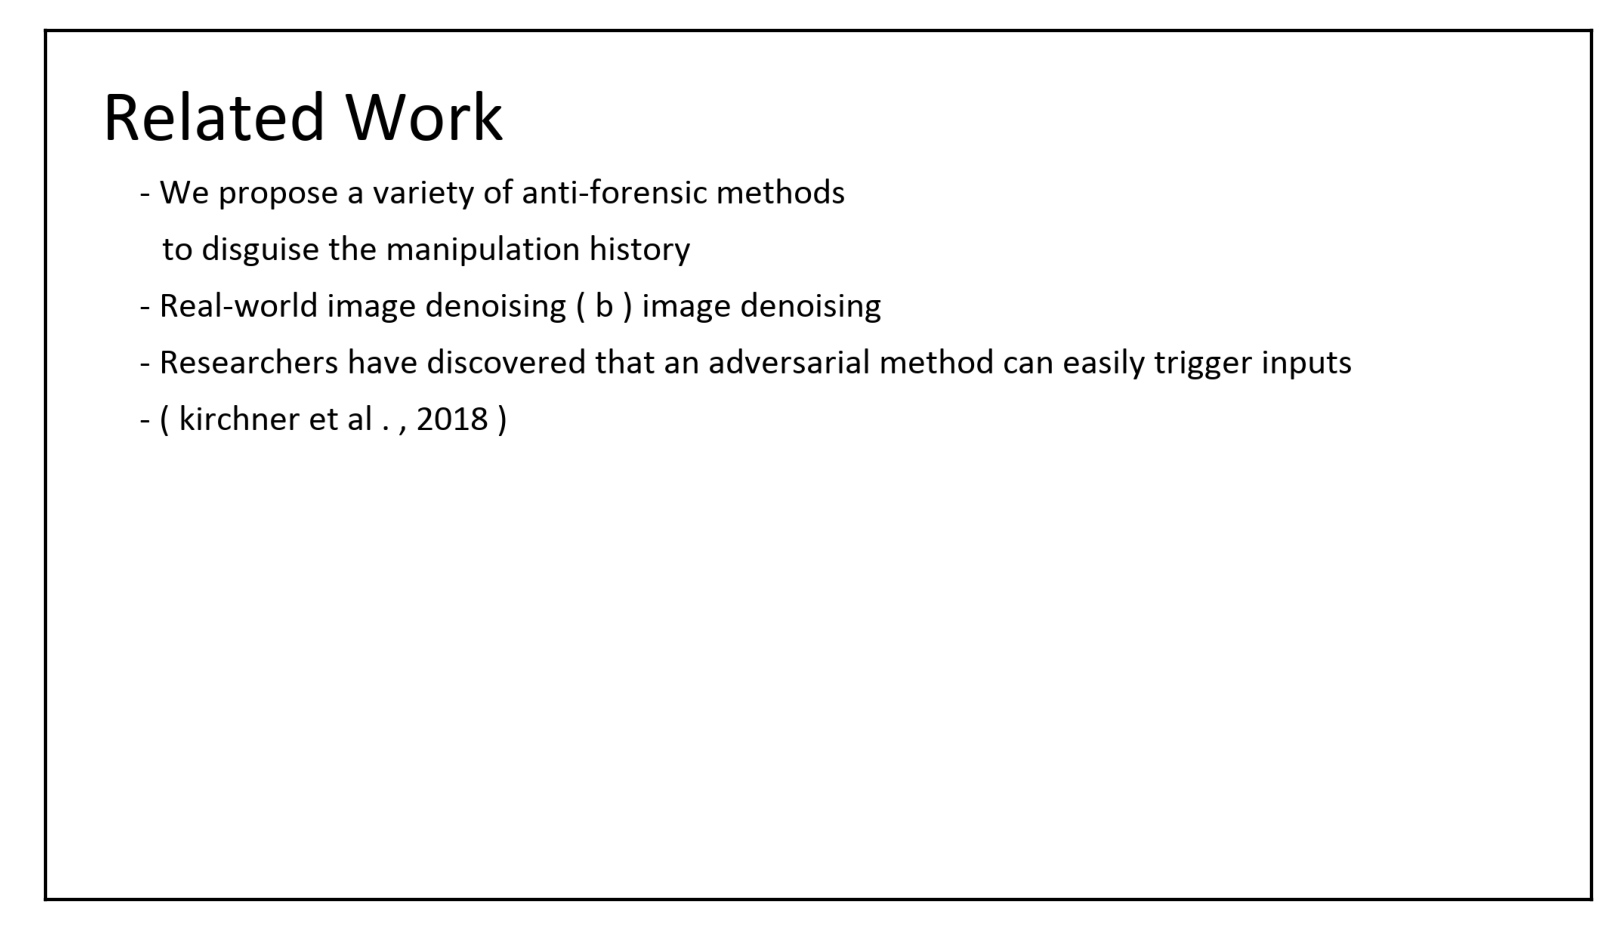 Related Work
- We propose a variety of anti-forensic methods
to disguise the manipulation history
- Real-world image denoising ( b ) image denoising
- Researchers have discovered that an adversarial method can easily trigger inputs
- ( kirchner et al . , 2018 )